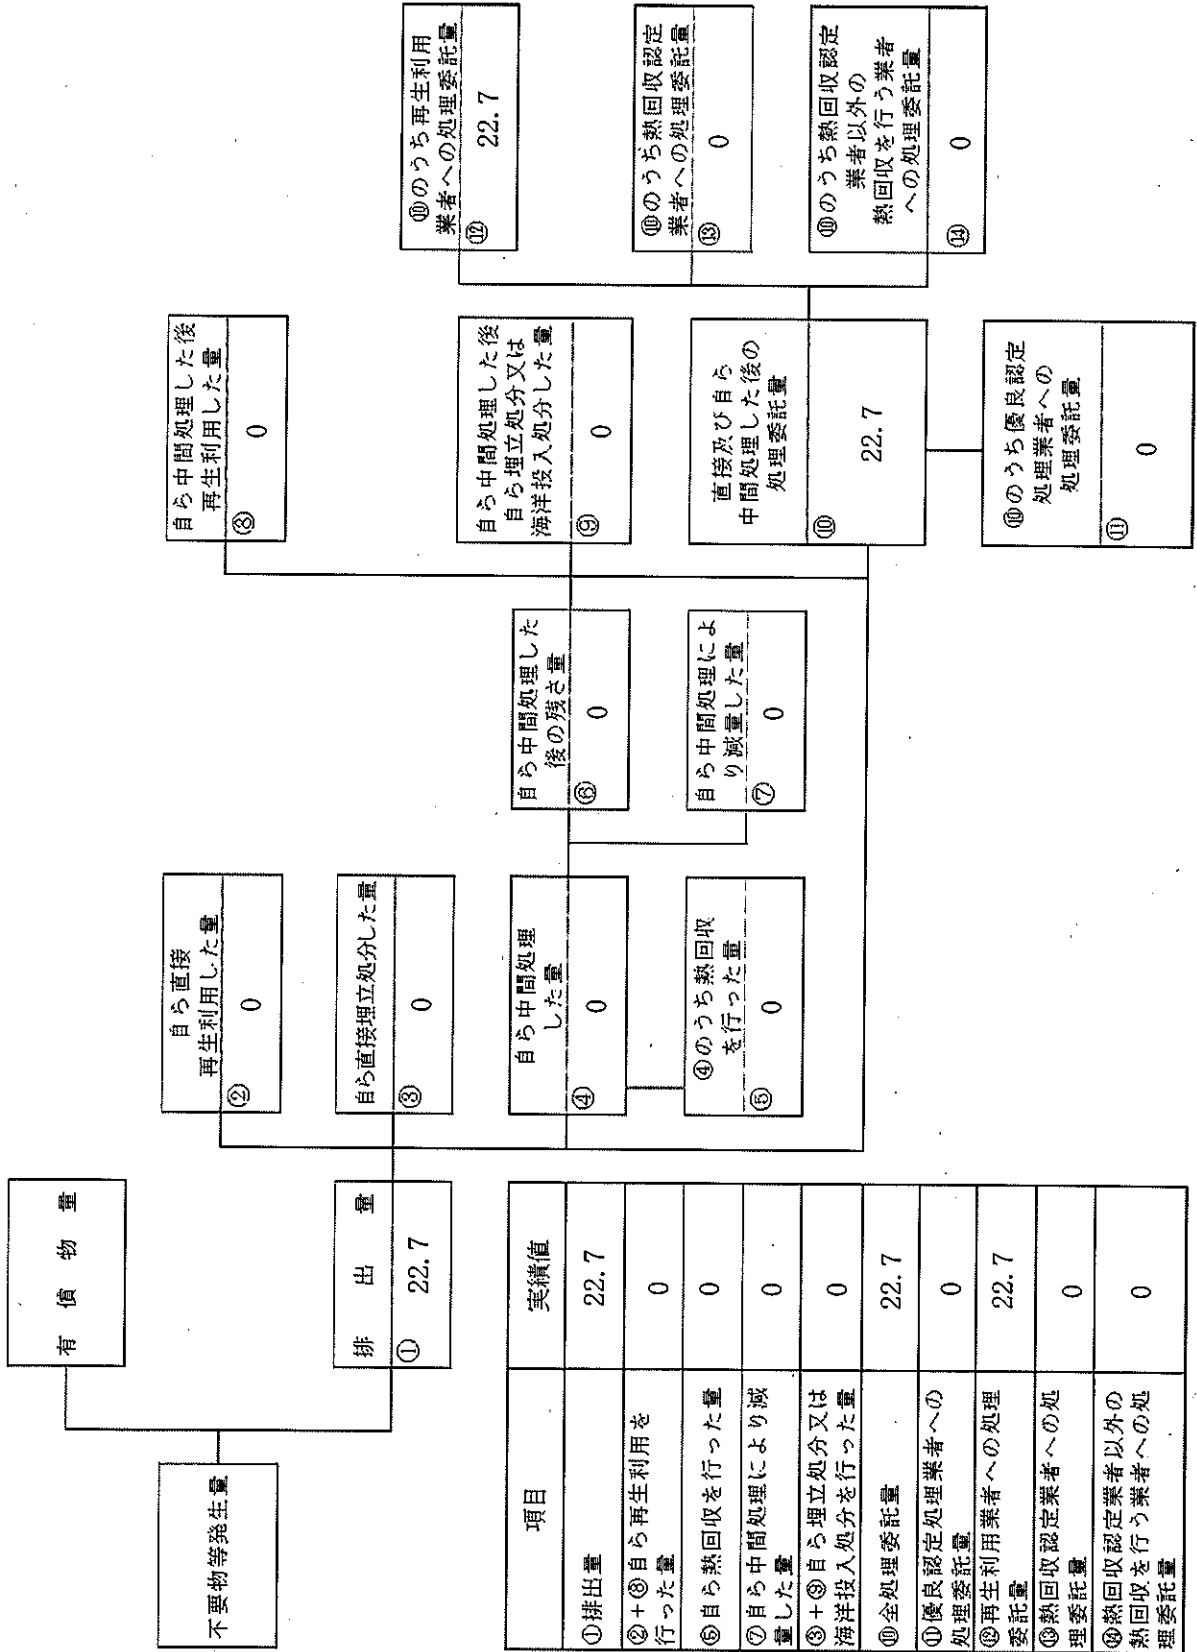 不要物等発生量
有償物量
排出量
①
22.7
自ら直接
再生利用した量
②
0
自ら直接埋立処分した量
③
0
自ら中間処理
した量
④
0
④のうち熱回収
を行った量
⑤
0
自ら中間処理した
後の残さ量
⑥
0
自ら中間処理によ
り減量した量
⑦
0
自ら中間処理した後
再生利用した量
⑧
0
自ら中間処理した後
自ら埋立処分又は
海洋投入処分した量
⑨
0
直接及び自ら
中間処理した後の
処理委託量
⑩
22.7
⑩のうち優良認定
処理業者への
処理委託量
⑪
0
⑩のうち再生利用
業者への処理委託量
⑫
22.7
⑩のうち熱回収認定
業者への処理委託量
⑬
0
⑩のうち熱回収認定
業者以外の
熱回収を行う業者
への処理委託量
⑭
0
項目
実績値
①排出量
22.7
②+⑧自ら再生利用を
行った量
0
⑤自ら熱回収を行った量
0
⑦自ら中間処理により減
量した量
0
③+⑨自ら埋立処分又は
海洋投入処分を行った量
0
⑩全処理委託量
22.7
⑪優良認定処理業者への
処理委託量
0
⑫再生利用業者への処理
委託量
22.7
⑬熱回収認定業者への処
理委託量
0
⑭熱回収認定業者以外の
熱回収を行う業者への処
理委託量
0